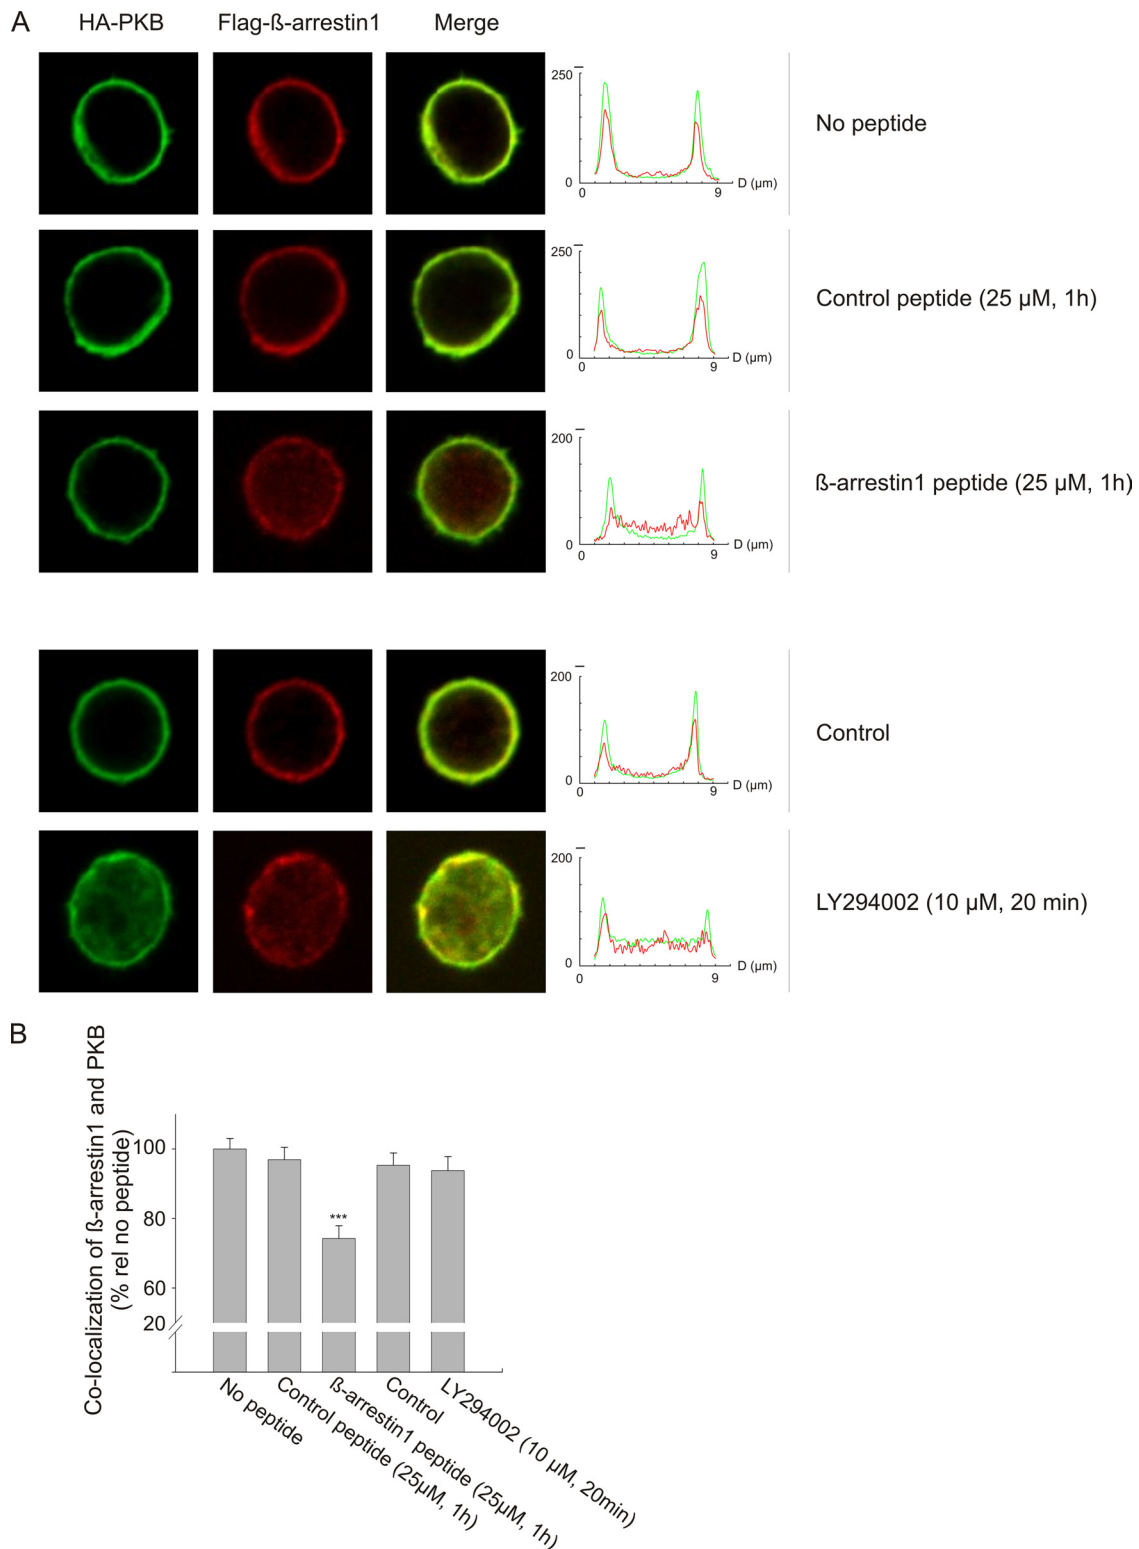 A
HA-PKB Flag-ß-arrestin1 Merge
250
0
0 9 D (µm)
No peptide
250
0
0 9 D (µm)
Control peptide (25 µM, 1h)
200
0
0 9 D (µm)
ß-arrestin1 peptide (25 µM, 1h)
200
0
0 9 D (µm)
Control
200
0
0 9 D (µm)
LY294002 (10 µM, 20 min)
B
Co-localization of ß-arrestin1 and PKB
(% rel no peptide)
100
80
60
20
***
No peptide
Control peptide (25µM, 1h)
ß-arrestin1 peptide (25µM, 1h)
Control
LY294002 (10 µM, 20min)